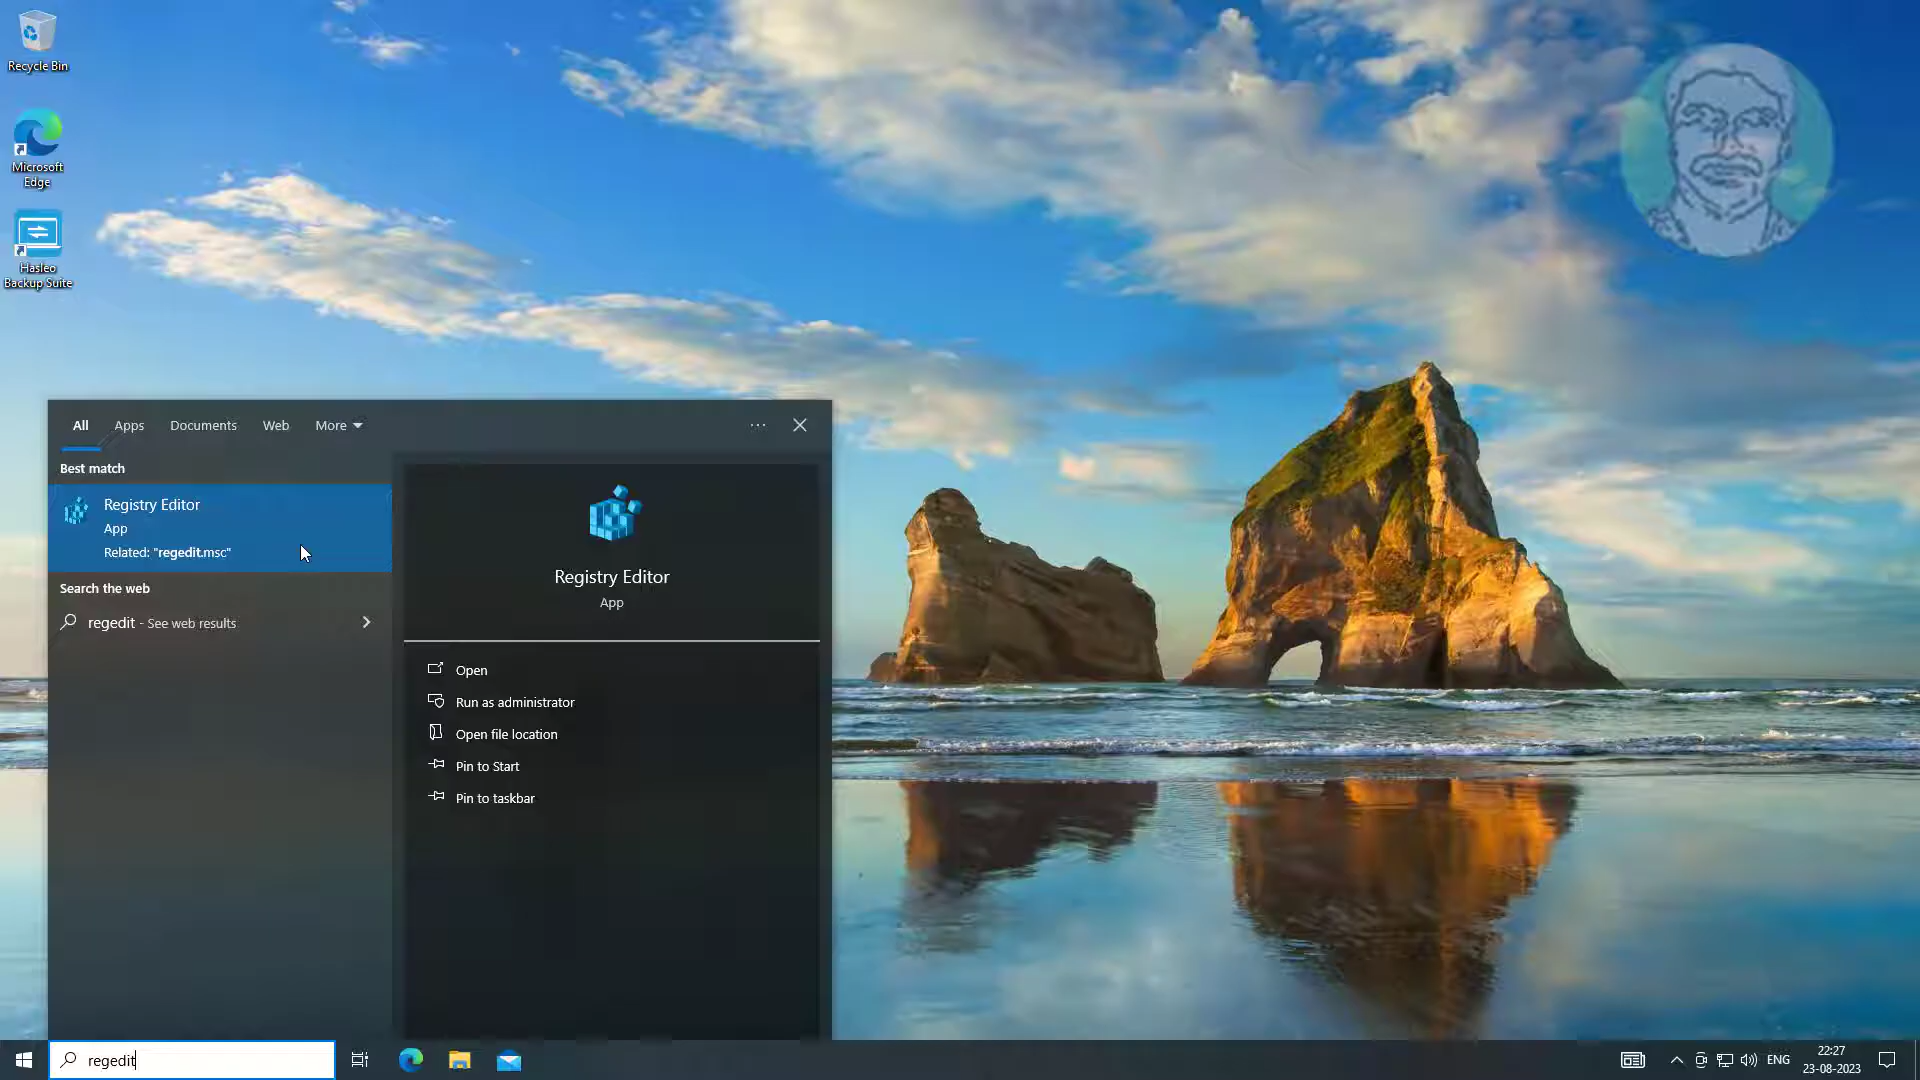 Recycle Bin
Microsoft
Edge
Hasleo
Backup Suite
All
Apps
Documents
Web
More
Best match
Registry Editor
App
Related: "regedit.msc"
Search the web
regedit - See web results
Registry Editor
App
Open
Run as administrator
Open file location
Pin to Start
Pin to taskbar
regedit
ENG
22:27
23-08-2023